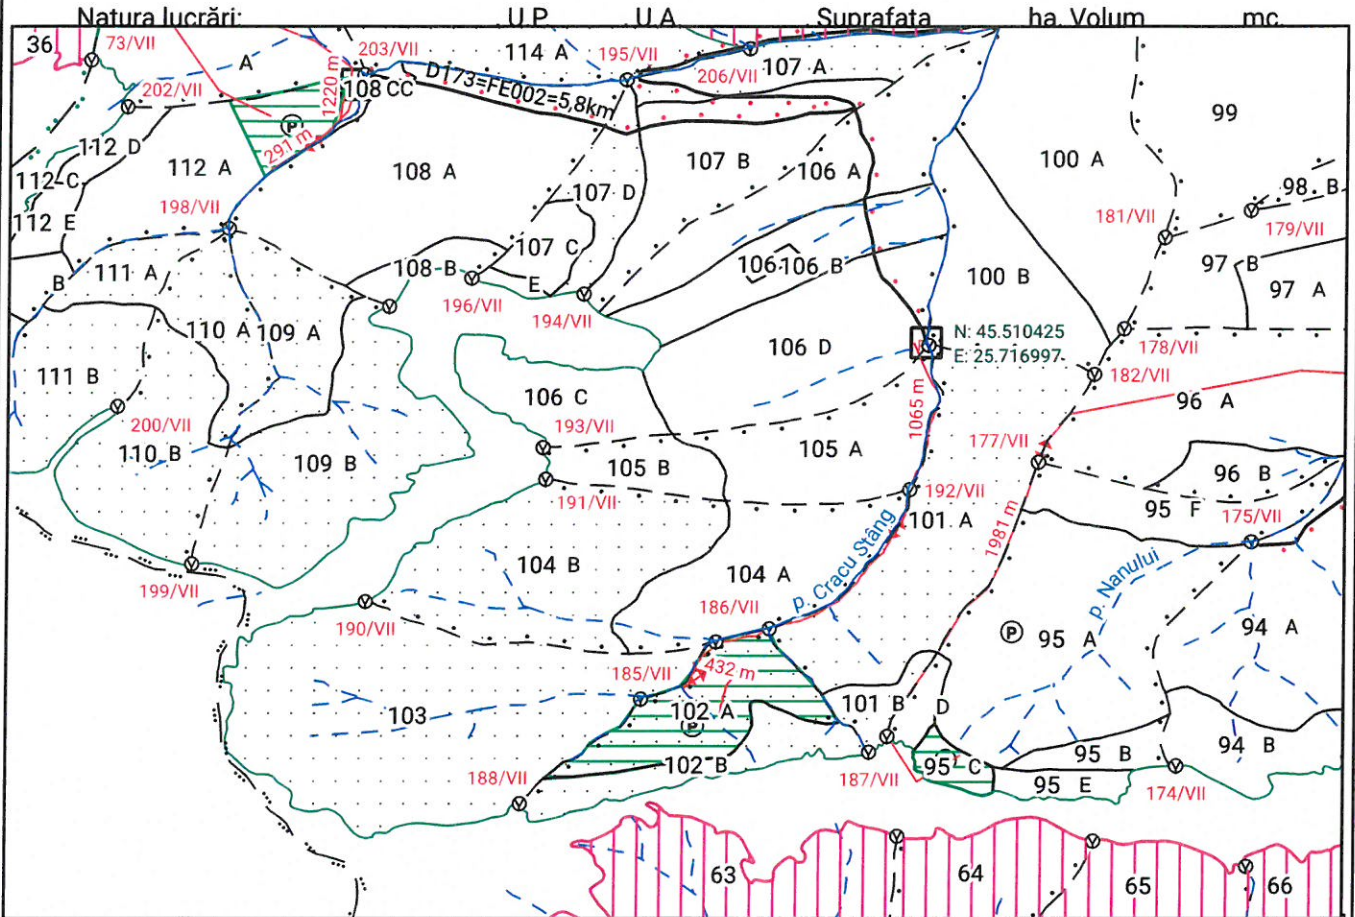 Natura lucrări: U.P. U.A. Suprafata ha. Volum mc.
36 73/VII A 203/VII 114 A 195/VII 206/VII 107 A
202/VII 1220 m 108 CC D173=FE002=5,8km 99
P 291 m
112 D 112 A 108 A 107 B 106 A 100 A
112 C 107 D 98 B
112 E 198/VII 181/VII 179/VII
107 C
111 A 108 B 106 106 B 100 B 97 B
B 196/VII E 97 A
194/VII
110 A 109 A 106 D N: 45.510425
E: 25.716997 178/VII
111 B 182/VII
106 C 1065 m 96 A
200/VII 193/VII 177/VII
110 B 109 B 105 B 105 A 96 B
191/VII 192/VII 95 F 175/VII
101 A 1981 m
199/VII 104 B 104 A p. Cracu Stâng p. Nanului
190/VII 186/VII P 95 A 94 A
185/VII 432 m
103 102 A 101 B D
P
188/VII 102 B 187/VII 95 C 95 B 94 B
95 E 174/VII
63 64 65 66